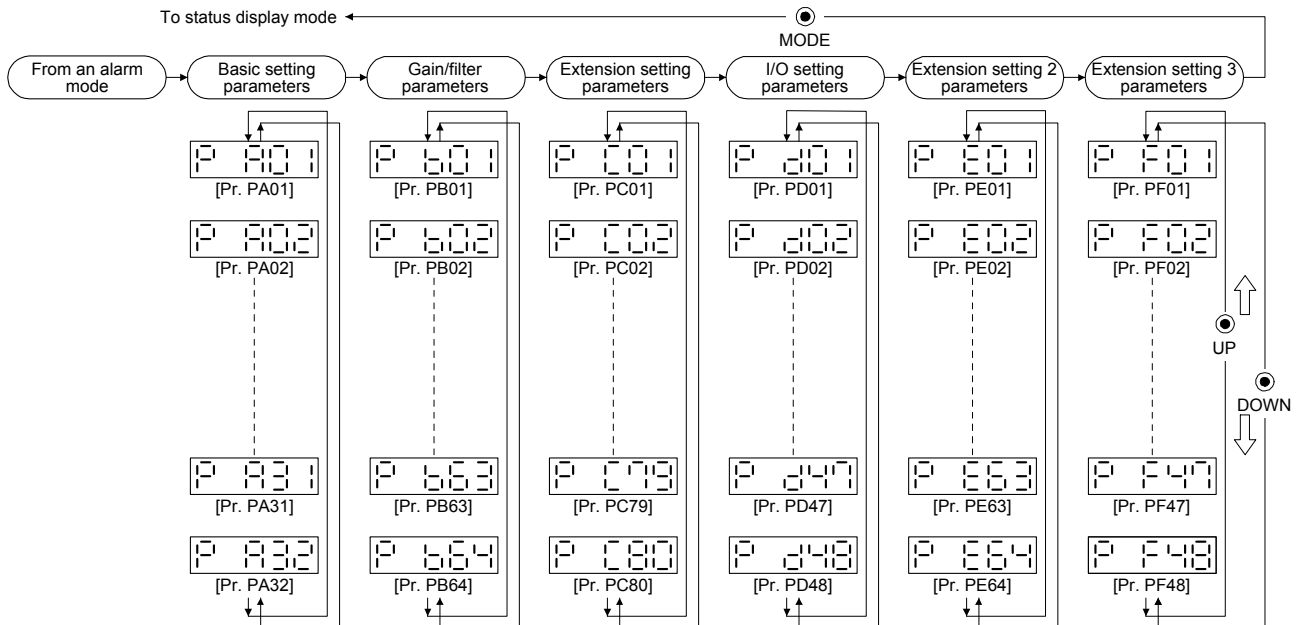 To status display mode
MODE
From an alarm
mode
Basic setting
parameters
Gain/filter
parameters
Extension setting
parameters
I/O setting
parameters
Extension setting 2
parameters
Extension setting 3
parameters
P A01 P b01 P C01 P d01 P E01 P F01
[Pr. PA01] [Pr. PB01] [Pr. PC01] [Pr. PD01] [Pr. PE01] [Pr. PF01]
P A02 P b02 P C02 P d02 P E02 P F02
[Pr. PA02] [Pr. PB02] [Pr. PC02] [Pr. PD02] [Pr. PE02] [Pr. PF02]
UP
DOWN
P A31 P b63 P C79 P d47 P E63 P F47
[Pr. PA31] [Pr. PB63] [Pr. PC79] [Pr. PD47] [Pr. PE63] [Pr. PF47]
P A32 P b64 P C80 P d48 P E64 P F48
[Pr. PA32] [Pr. PB64] [Pr. PC80] [Pr. PD48] [Pr. PE64] [Pr. PF48]